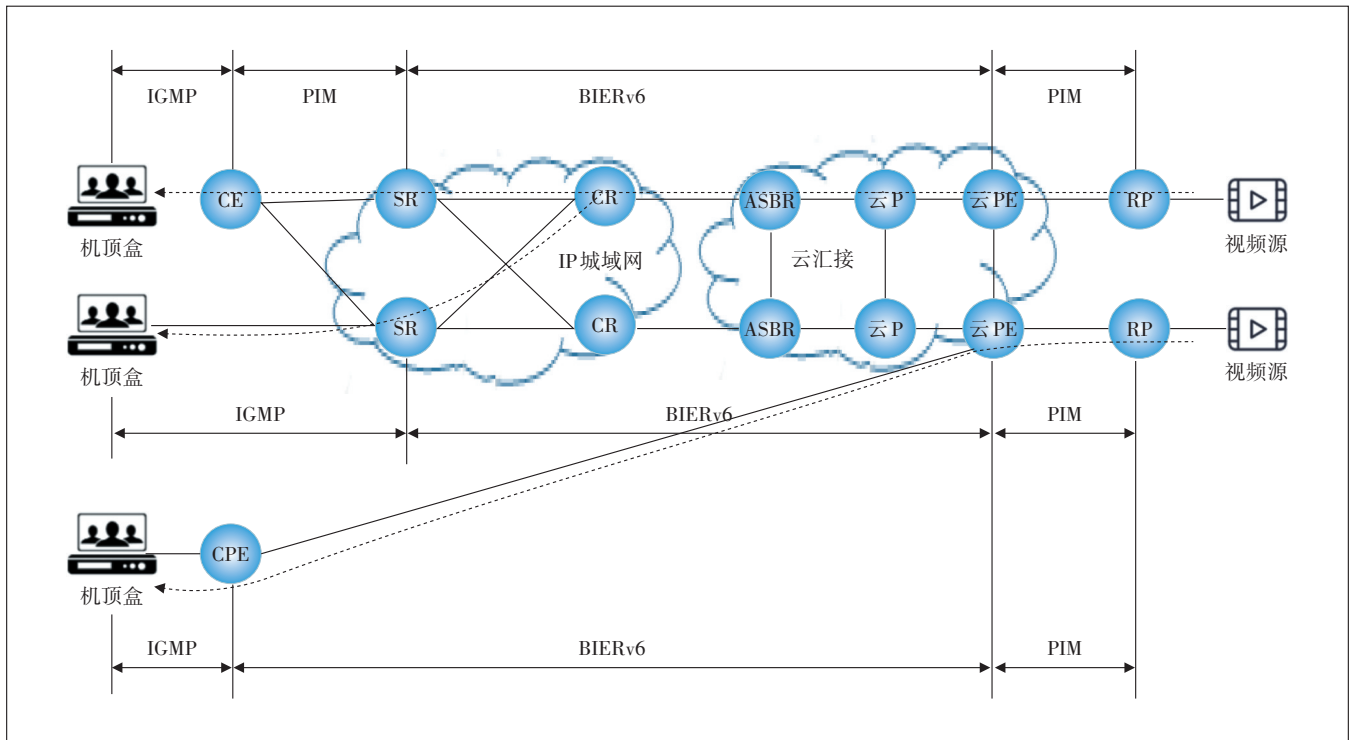 IGMP PIM BIERv6 PIM
CE SR CR ASBR 云P 云PE RP
机顶盒 IP城域网 云汇接 视频源
SR CR ASBR 云P 云PE RP
机顶盒 视频源
IGMP BIERv6 PIM
CPE
机顶盒
IGMP BIERv6 PIM